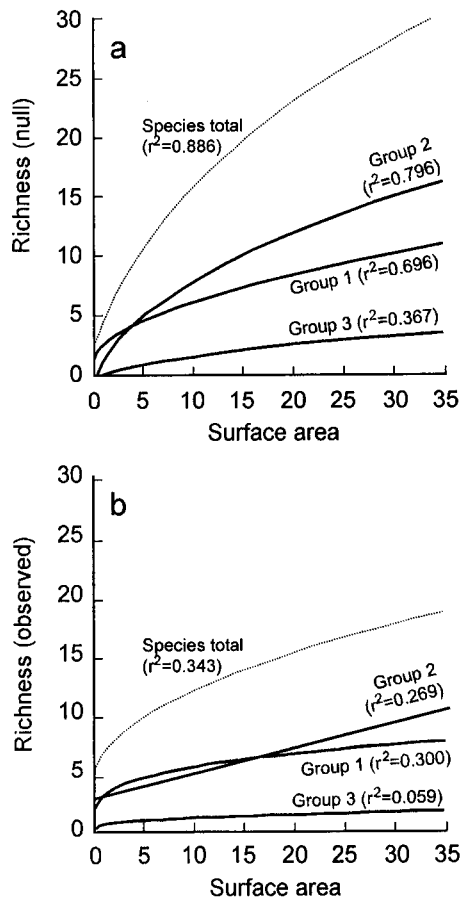 a
Richness (null)
30
25
20
15
10
5
0
Species total
(r²=0.886)
Group 2
(r²=0.796)
Group 1 (r²=0.696)
Group 3 (r²=0.367)
0 5 10 15 20 25 30 35
Surface area
b
Richness (observed)
30
25
20
15
10
5
0
Species total
(r²=0.343)
Group 2
(r²=0.269)
Group 1 (r²=0.300)
Group 3 (r²=0.059)
0 5 10 15 20 25 30 35
Surface area